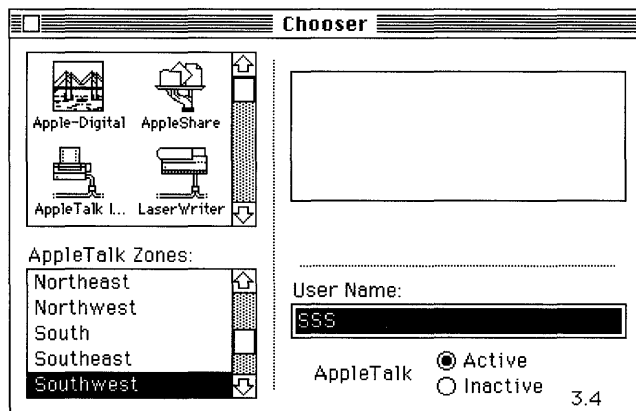 Chooser
Apple-Digital AppleShare
AppleTalk I... LaserWriter
AppleTalk Zones:
Northeast
Northwest
South
Southeast
Southwest
User Name:
SSS
AppleTalk
Active
Inactive
3.4